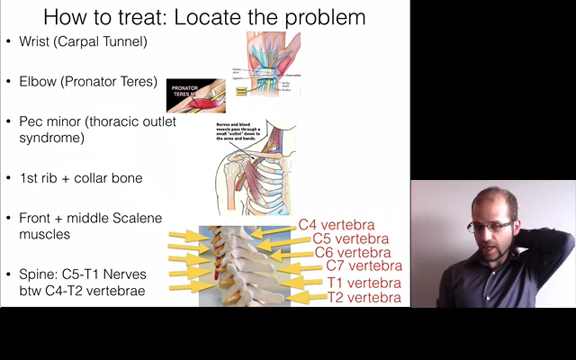 How to treat: Locate the problem
• Wrist (Carpal Tunnel)
• Elbow (Pronator Teres)
PRONATOR
TERES
• Pec minor (thoracic outlet
syndrome)
Nerves and blood
vessels pass through a
small "outlet" down to
the arms and hands.
• 1st rib + collar bone
• Front + middle Scalene
muscles
C4 vertebra
C5 vertebra
C6 vertebra
C7 vertebra
T1 vertebra
T2 vertebra
• Spine: C5-T1 Nerves
btw C4-T2 vertebrae